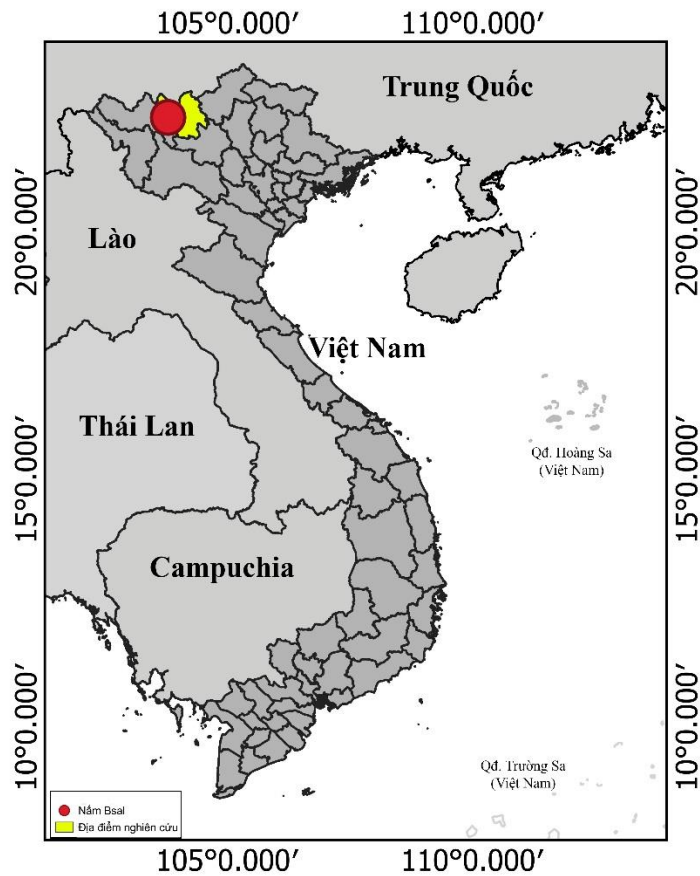 105°0.000′ 110°0.000′
Trung Quốc
20°0.000′ 20°0.000′
Lào
Việt Nam
Thái Lan
Qđ. Hoàng Sa
(Việt Nam)
15°0.000′ 15°0.000′
Campuchia
10°0.000′ 10°0.000′
Qđ. Trường Sa
(Việt Nam)
Nấm Bsal
Địa điểm nghiên cứu
105°0.000′ 110°0.000′